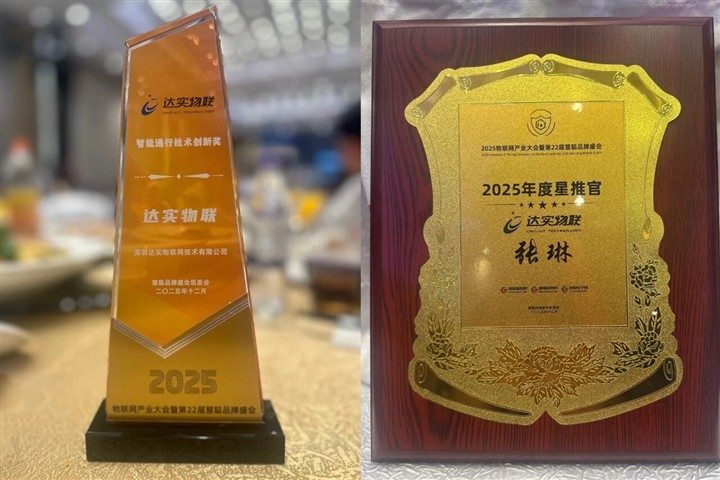 达实物联
DAS IOT TECHNOLOGY
智能通行技术创新奖
达实物联
深圳达实物联网技术有限公司
慧聪品牌盛会组委会
二〇二五年十二月
2025
物联网产业大会暨第22届慧聪品牌盛会
2025物联网产业大会暨第22届慧聪品牌盛会
2025年度星推官
达实物联
DAS IOT TECHNOLOGY
张琳